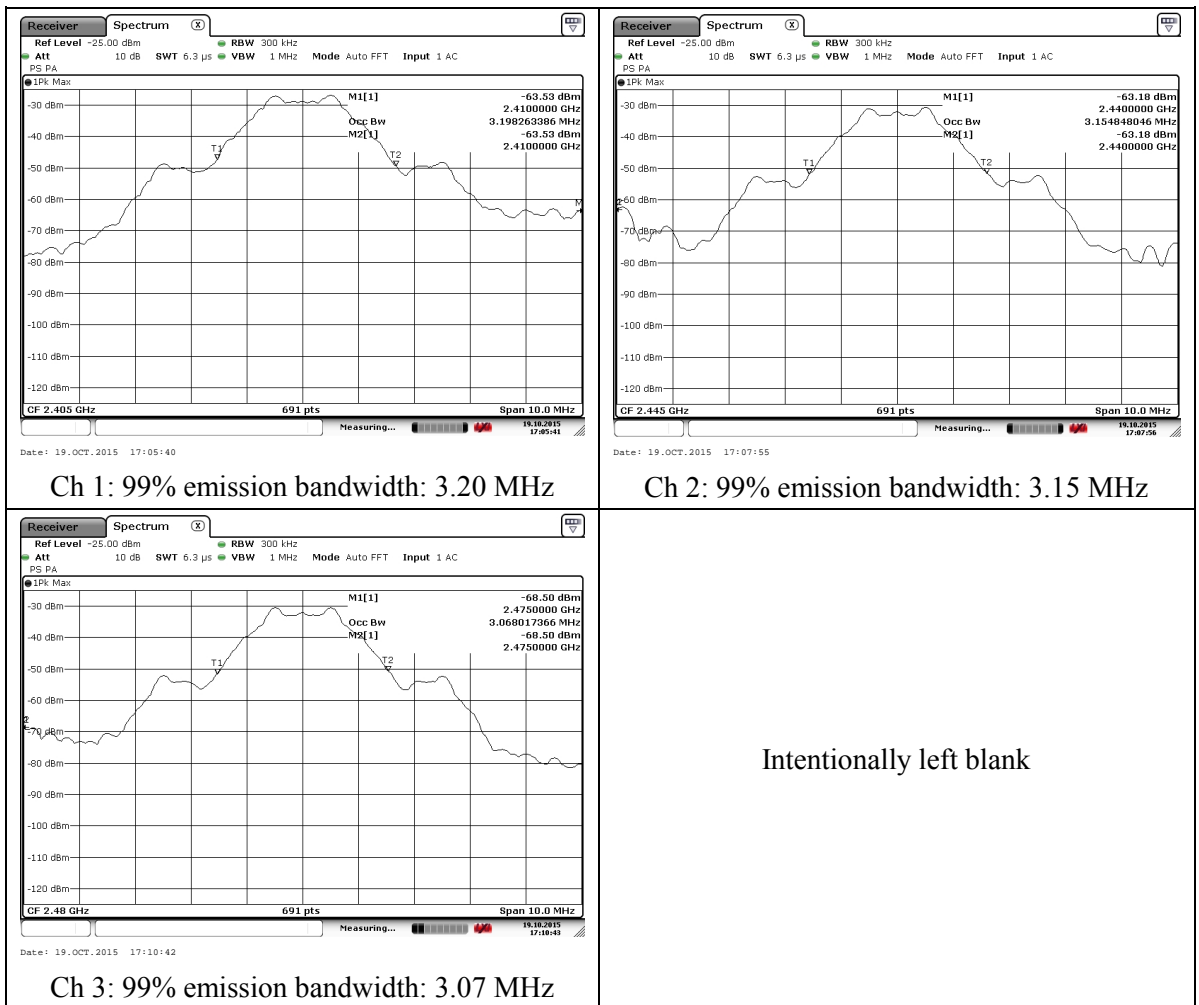 Receiver Spectrum X
Ref Level -25.00 dBm RBW 300 kHz
Att 10 dB SWT 6.3 µs VBW 1 MHz Mode Auto FFT Input 1 AC
PS PA
1Pk Max
M1[1] -63.53 dBm
2.4100000 GHz
Occ Bw 3.198263386 MHz
M2[1] -63.53 dBm
2.4100000 GHz
-30 dBm
-40 dBm
-50 dBm
-60 dBm
-70 dBm
-80 dBm
-90 dBm
-100 dBm
-110 dBm
-120 dBm
T1
T2
CF 2.405 GHz 691 pts Span 10.0 MHz
Measuring... 19.10.2015
17:05:41
Date: 19.OCT.2015 17:05:40
Ch 1: 99% emission bandwidth: 3.20 MHz
Receiver Spectrum X
Ref Level -25.00 dBm RBW 300 kHz
Att 10 dB SWT 6.3 µs VBW 1 MHz Mode Auto FFT Input 1 AC
PS PA
1Pk Max
M1[1] -63.18 dBm
2.4400000 GHz
Occ Bw 3.154848046 MHz
M2[1] -63.18 dBm
2.4400000 GHz
-30 dBm
-40 dBm
-50 dBm
-60 dBm
-70 dBm
-80 dBm
-90 dBm
-100 dBm
-110 dBm
-120 dBm
T1
T2
CF 2.445 GHz 691 pts Span 10.0 MHz
Measuring... 19.10.2015
17:07:56
Date: 19.OCT.2015 17:07:55
Ch 2: 99% emission bandwidth: 3.15 MHz
Receiver Spectrum X
Ref Level -25.00 dBm RBW 300 kHz
Att 10 dB SWT 6.3 µs VBW 1 MHz Mode Auto FFT Input 1 AC
PS PA
1Pk Max
M1[1] -68.50 dBm
2.4750000 GHz
Occ Bw 3.068017366 MHz
M2[1] -68.50 dBm
2.4750000 GHz
-30 dBm
-40 dBm
-50 dBm
-60 dBm
-70 dBm
-80 dBm
-90 dBm
-100 dBm
-110 dBm
-120 dBm
T1
T2
CF 2.48 GHz 691 pts Span 10.0 MHz
Measuring... 19.10.2015
17:10:43
Date: 19.OCT.2015 17:10:42
Ch 3: 99% emission bandwidth: 3.07 MHz
Intentionally left blank